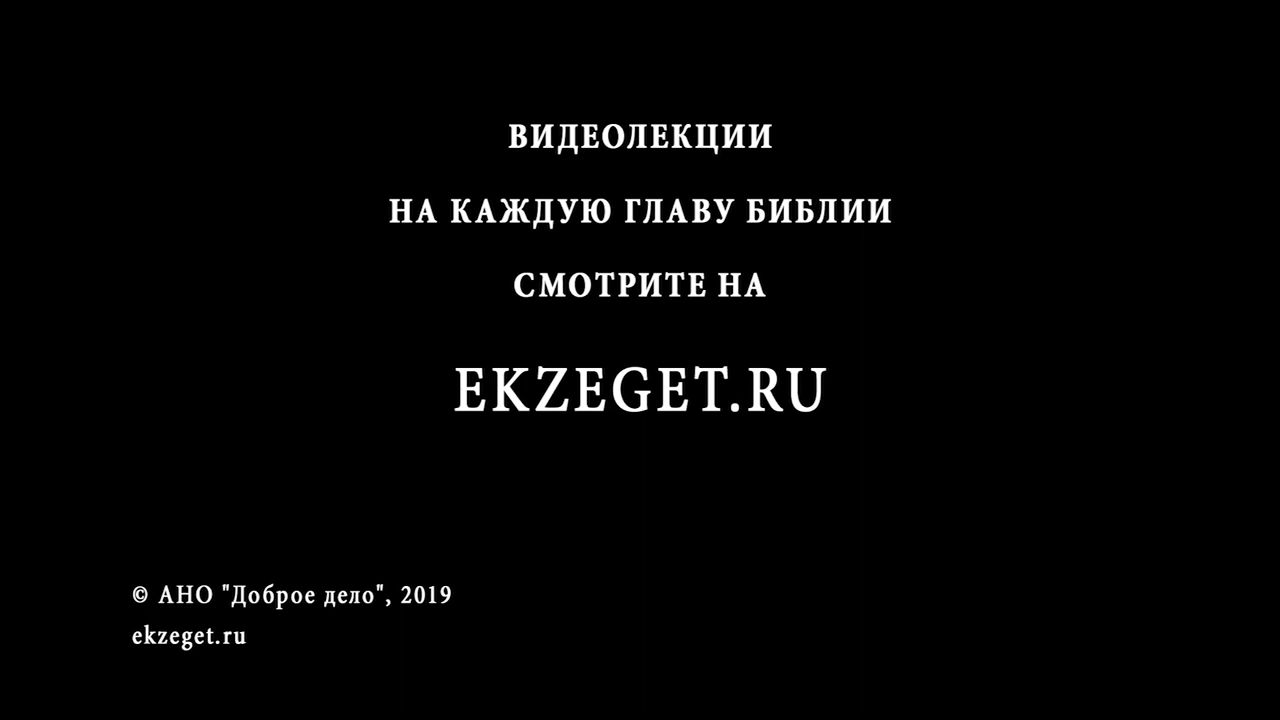 ВИДЕОЛЕКЦИИ
НА КАЖДУЮ ГЛАВУ БИБЛИИ
СМОТРИТЕ НА
EKZEGET.RU
© АНО "Доброе дело", 2019
ekzeget.ru